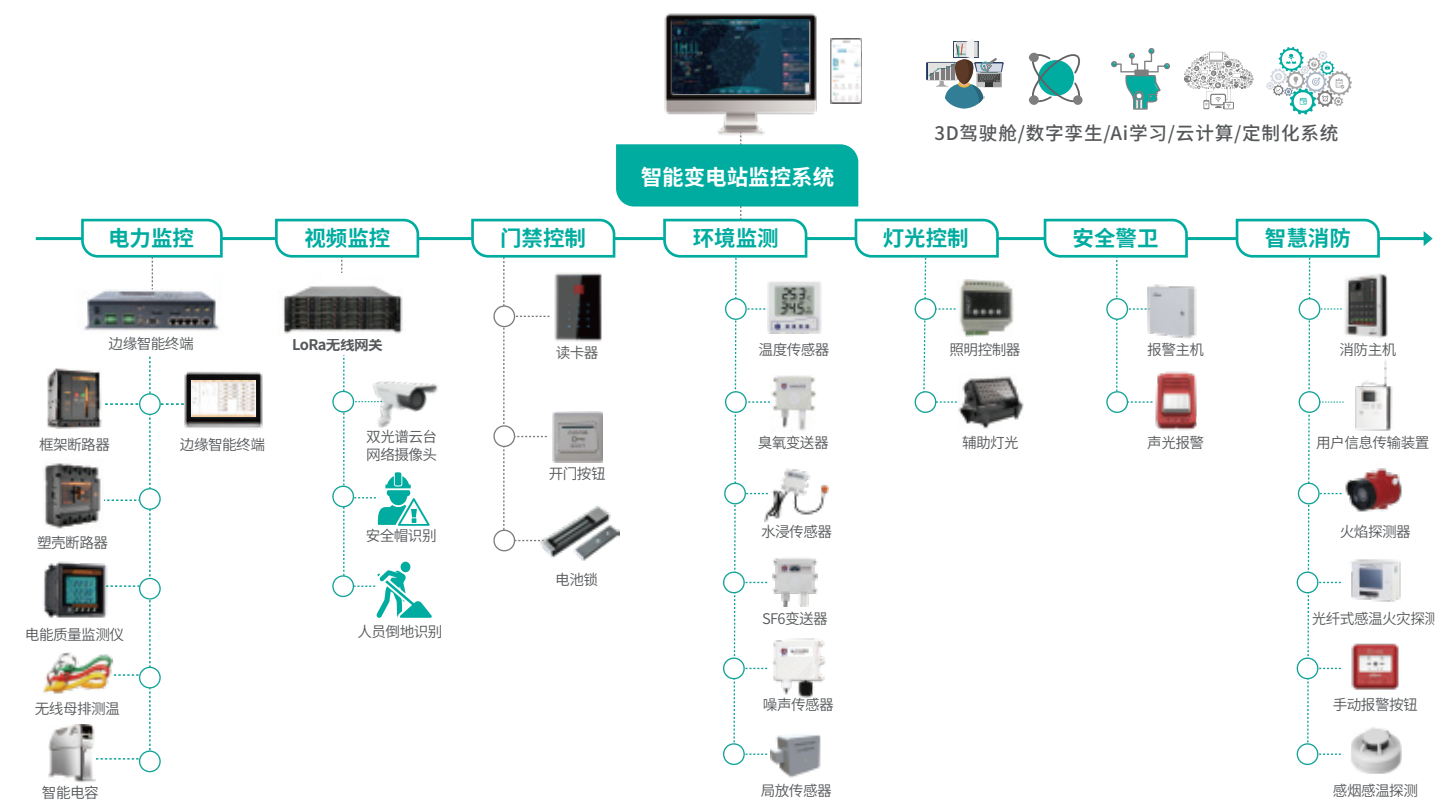 3D驾驶舱/数字孪生/Ai学习/云计算/定制化系统
智能变电站监控系统
电力监控
视频监控
门禁控制
环境监测
灯光控制
安全警卫
智慧消防
边缘智能终端
框架断路器
边缘智能终端
塑壳断路器
电能质量监测仪
无线母排测温
智能电容
LoRa无线网关
双光谱云台
网络摄像头
安全帽识别
人员倒地识别
读卡器
开门按钮
电池锁
温度传感器
臭氧变送器
水浸传感器
SF6变送器
噪声传感器
局放传感器
照明控制器
辅助灯光
报警主机
声光报警
消防主机
用户信息传输装置
火焰探测器
光纤式感温火灾探测
手动报警按钮
感烟感温探测